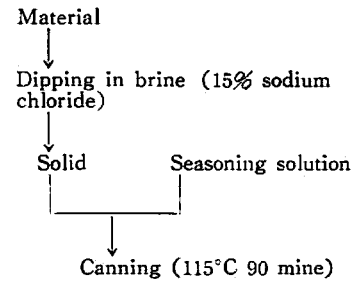 Material
Dipping in brine (15% sodium
chloride)
Solid Seasoning solution
Canning (115°C 90 mine)